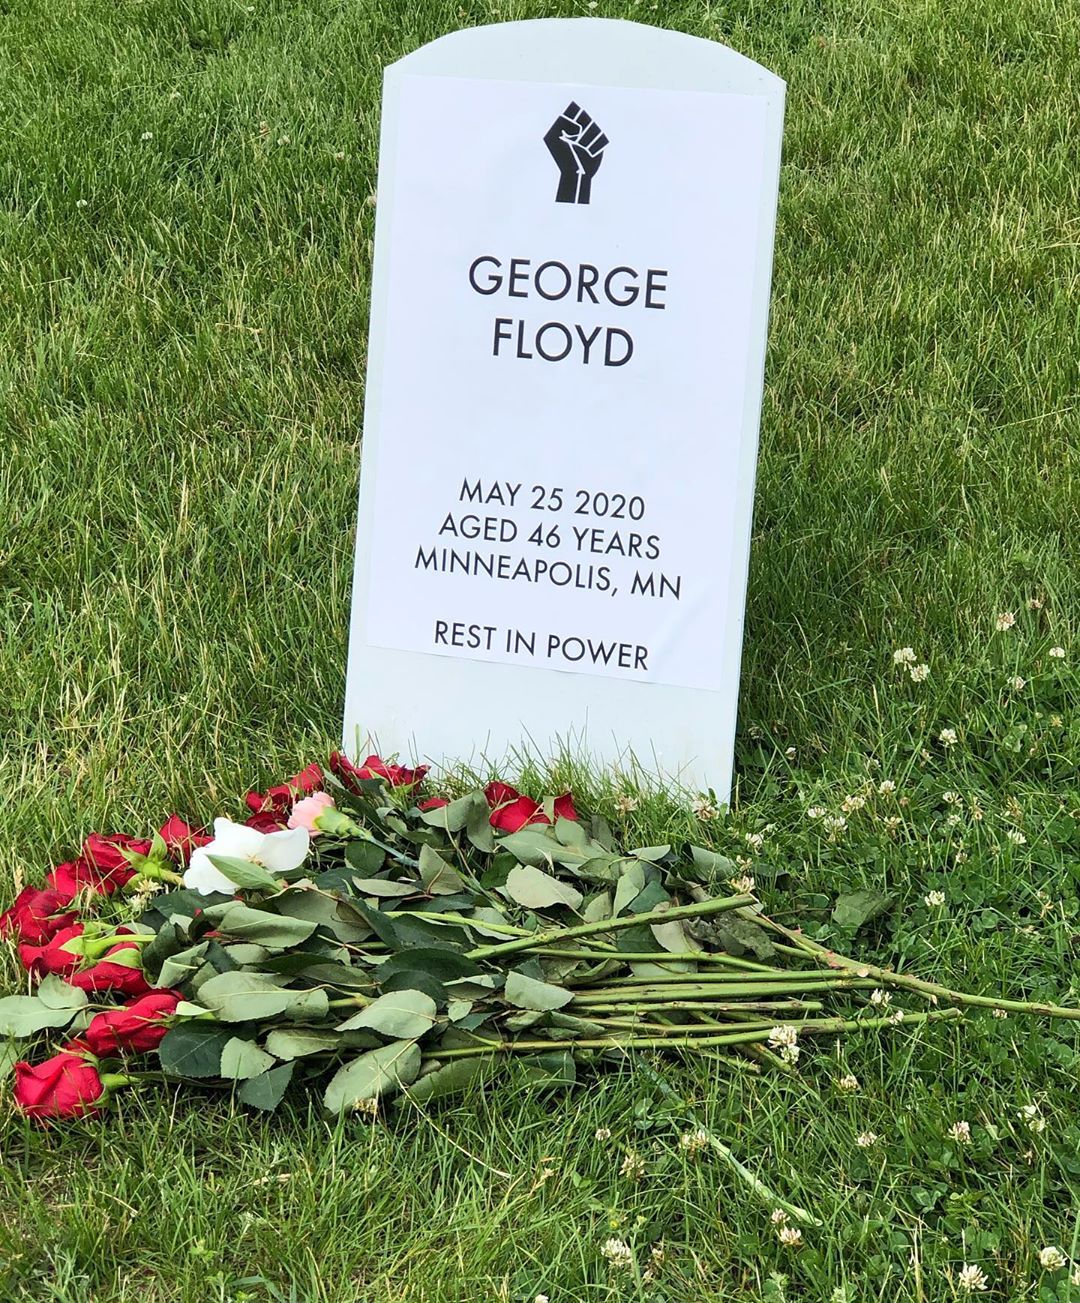 GEORGE
FLOYD
MAY 25 2020
AGED 46 YEARS
MINNEAPOLIS, MN
REST IN POWER